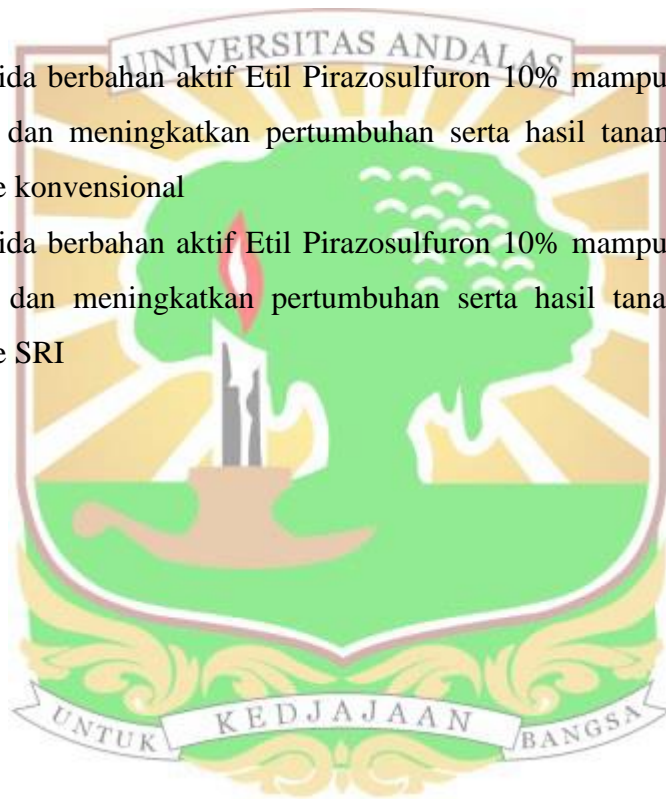 UNIVERSITAS ANDALAS
ida berbahan aktif Etil Pirazosulfuron 10% mampu
dan meningkatkan pertumbuhan serta hasil tanam
e konvensional
ida berbahan aktif Etil Pirazosulfuron 10% mampu
dan meningkatkan pertumbuhan serta hasil tana
e SRI
UNTUK KEDJAJAAN BANGSA